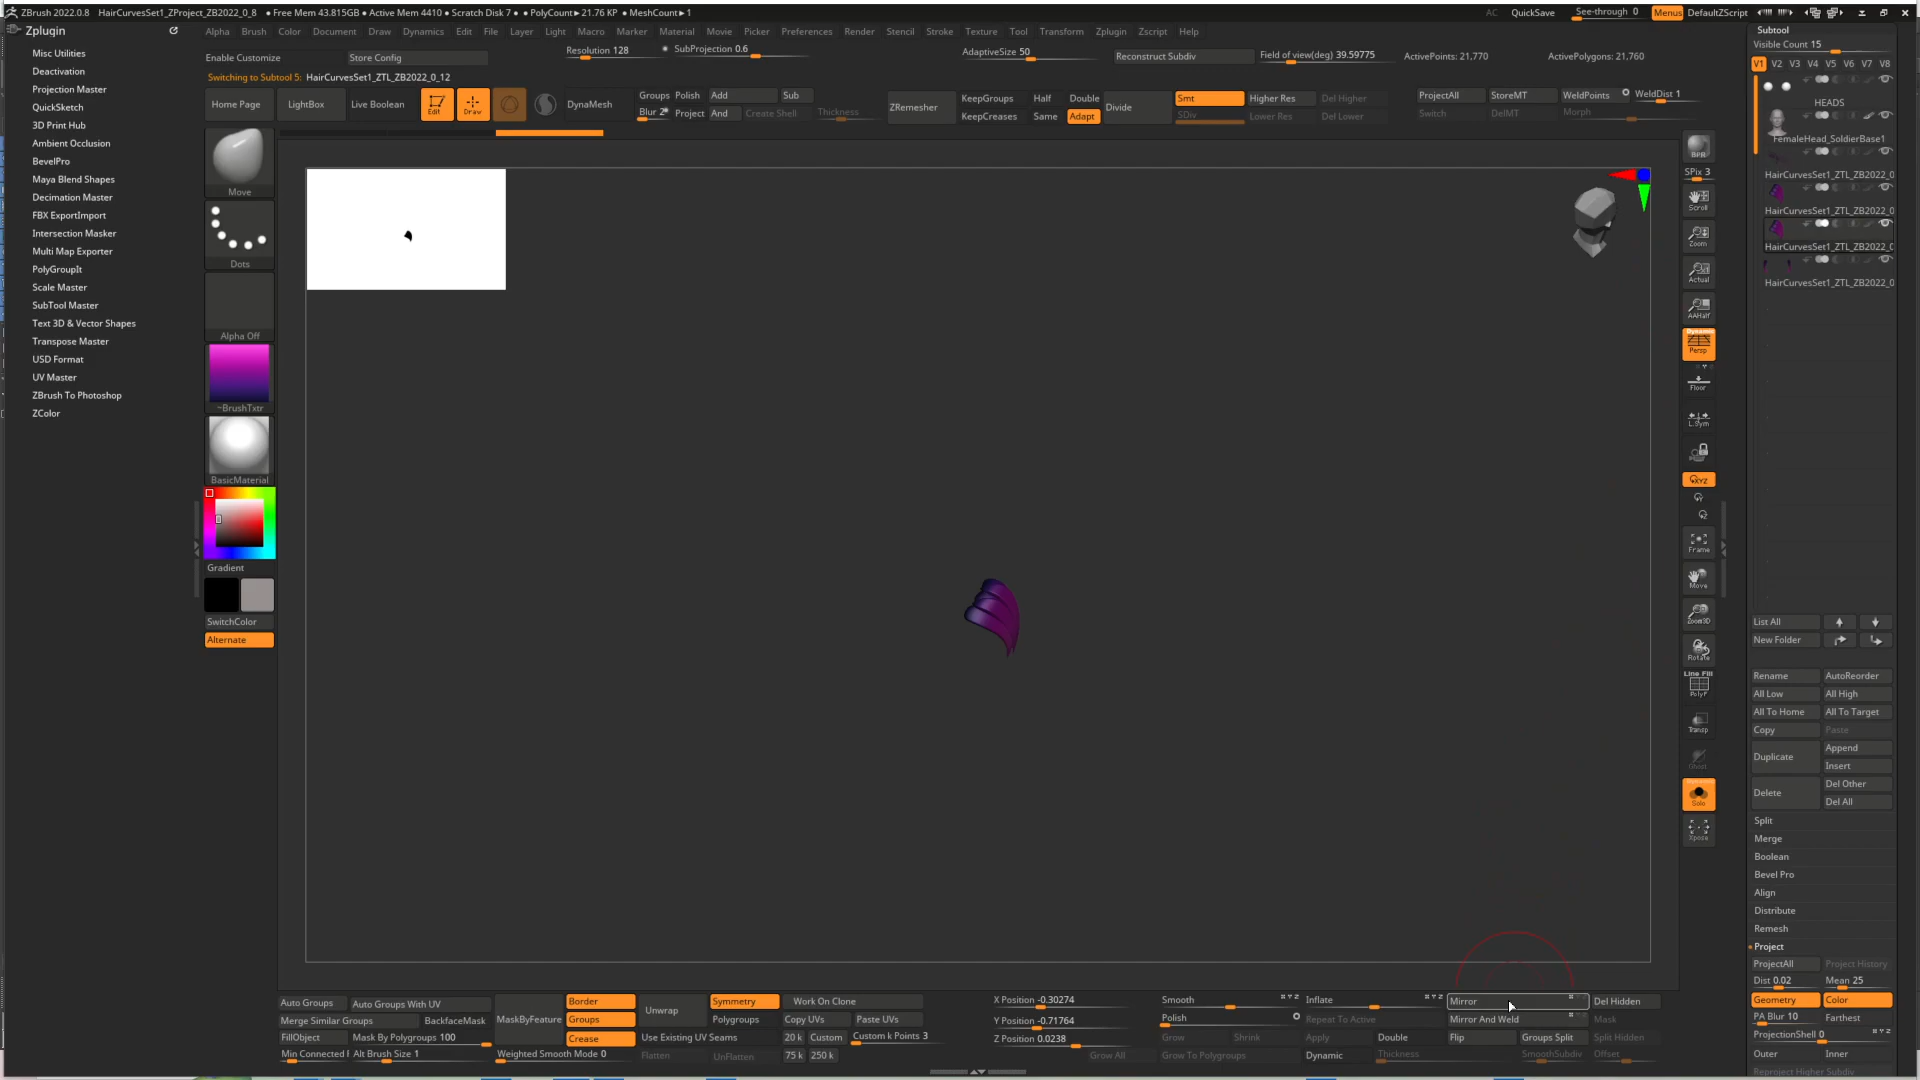 ZBrush 2022.0.8 HairCurvesSet1_ZProject_ZB2022_0_8 • Free Mem 43.815GB • Active Mem 4410 • Scratch Disk 7 • • PolyCount▸ 21.76 KP • MeshCount▸ 1 AC QuickSave See-through 0 Menus DefaultZScript
Zplugin
Alpha Brush Color Document Draw Dynamics Edit File Layer Light Macro Marker Material Movie Picker Preferences Render Stencil Stroke Texture Tool Transform Zplugin Zscript Help
Enable Customize Store Config Resolution 128 SubProjection 0.6 AdaptiveSize 50 Reconstruct Subdiv Field of view(deg) 39.59775 ActivePoints: 21,770 ActivePolygons: 21,760
Switching to Subtool 5: HairCurvesSet1_ZTL_ZB2022_0_12
Home Page LightBox Live Boolean Edit Draw DynaMesh Groups Polish Add Sub
Blur 2 Project And Create Shell Thickness
ZRemesher KeepGroups Half Double Divide Smt Higher Res Del Higher ProjectAll StoreMT WeldPoints WeldDist 1
KeepCreases Same Adapt SDiv Lower Res Del Lower Switch DelMT Morph
Misc Utilities
Deactivation
Projection Master
QuickSketch
3D Print Hub
Ambient Occlusion
BevelPro
Maya Blend Shapes
Decimation Master
FBX ExportImport
Intersection Masker
Multi Map Exporter
PolyGroupIt
Scale Master
SubTool Master
Text 3D & Vector Shapes
Transpose Master
USD Format
UV Master
ZBrush To Photoshop
ZColor
Move
Dots
Alpha Off
~BrushTxtr
BasicMaterial
Gradient
SwitchColor
Alternate
BPR
SPix 3
Scroll
Zoom
Actual
AAHalf
Dynamic
Persp
Floor
L.Sym
XYZ
Frame
Move
Zoom3D
Rotate
Line Fill
PolyF
Transp
Ghost
Dynamic
Solo
Xpose
Subtool
Visible Count 15
V1 V2 V3 V4 V5 V6 V7 V8
HEADS
FemaleHead_SoldierBase1
HairCurvesSet1_ZTL_ZB2022_0
HairCurvesSet1_ZTL_ZB2022_0
HairCurvesSet1_ZTL_ZB2022_0
HairCurvesSet1_ZTL_ZB2022_0
List All
New Folder
Rename AutoReorder
All Low All High
All To Home All To Target
Copy Paste
Duplicate Append
Insert
Delete Del Other
Del All
Split
Merge
Boolean
Bevel Pro
Align
Distribute
Remesh
Project
ProjectAll Project History
Dist 0.02 Mean 25
Geometry Color
PA Blur 10 Farthest
ProjectionShell 0
Outer Inner
Reproject Higher Subdiv
Auto Groups Auto Groups With UV
Merge Similar Groups BackfaceMask
FillObject Mask By Polygroups 100
Min Connected Alt Brush Size 1
MaskByFeature Border
Groups
Crease
Weighted Smooth Mode 0
Unwrap Symmetry Work On Clone
Polygroups Copy UVs Paste UVs
Use Existing UV Seams 20 k Custom Custom k Points 3
Flatten UnFlatten 75 k 250 k
X Position -0.30274
Y Position -0.71764
Z Position 0.0238
Grow All
Smooth Inflate
Polish Repeat To Active
Grow Shrink Apply Double
Grow To Polygroups Dynamic Thickness
Mirror Del Hidden
Mirror And Weld Mask
Flip Groups Split Split Hidden
SmoothSubdiv Offset